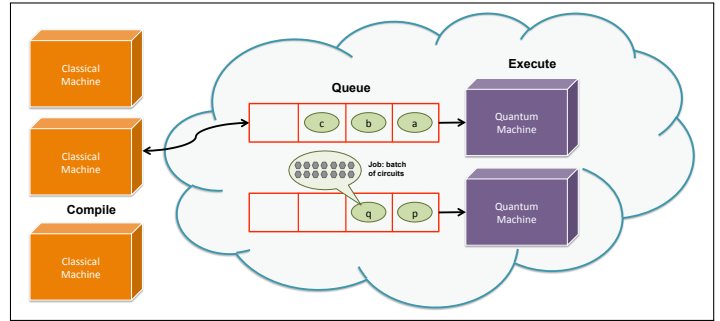 Classical
Machine
Execute
Queue
Classical
Machine
c
b
a
Quantum
Machine
Job: batch
of circuits
Compile
q
p
Quantum
Machine
Classical
Machine